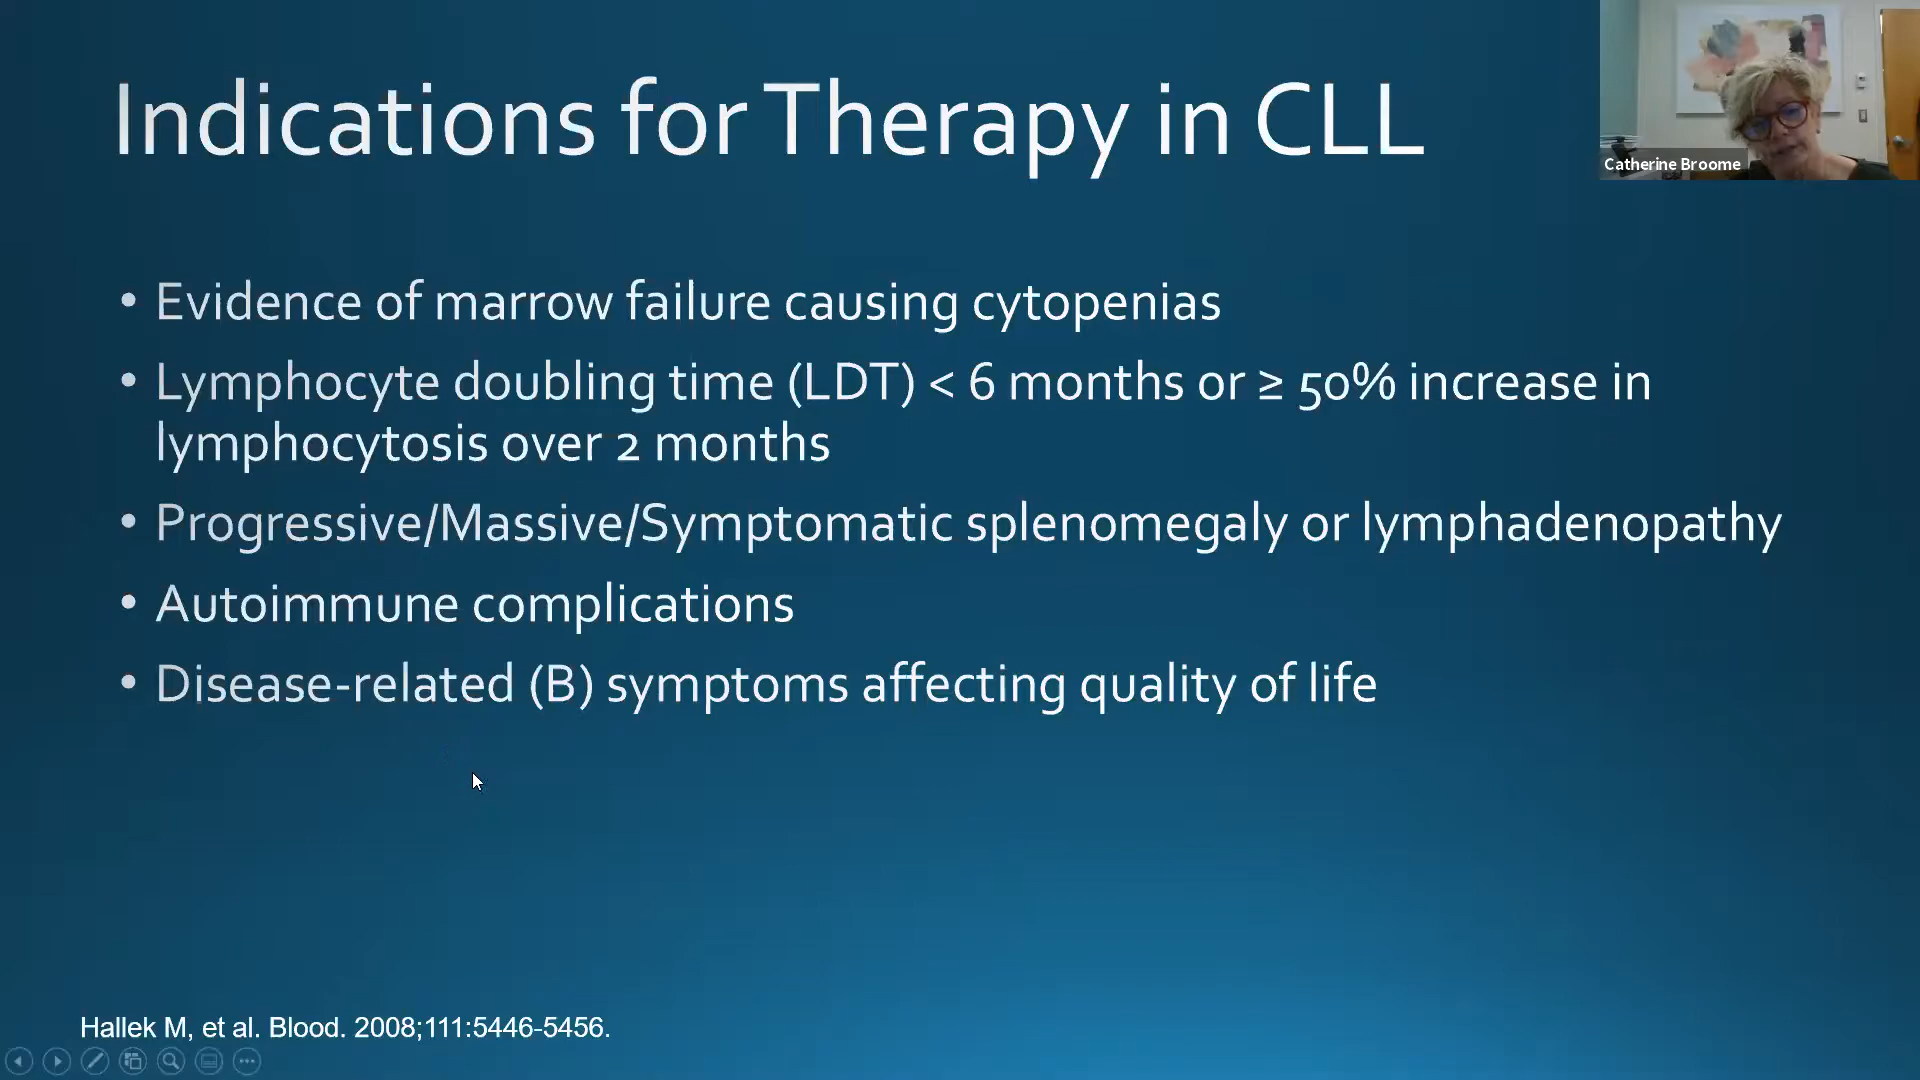 Indications for Therapy in CLL
Catherine Broome
• Evidence of marrow failure causing cytopenias
• Lymphocyte doubling time (LDT) < 6 months or ≥ 50% increase in
lymphocytosis over 2 months
• Progressive/Massive/Symptomatic splenomegaly or lymphadenopathy
• Autoimmune complications
• Disease-related (B) symptoms affecting quality of life
Hallek M, et al. Blood. 2008;111:5446-5456.